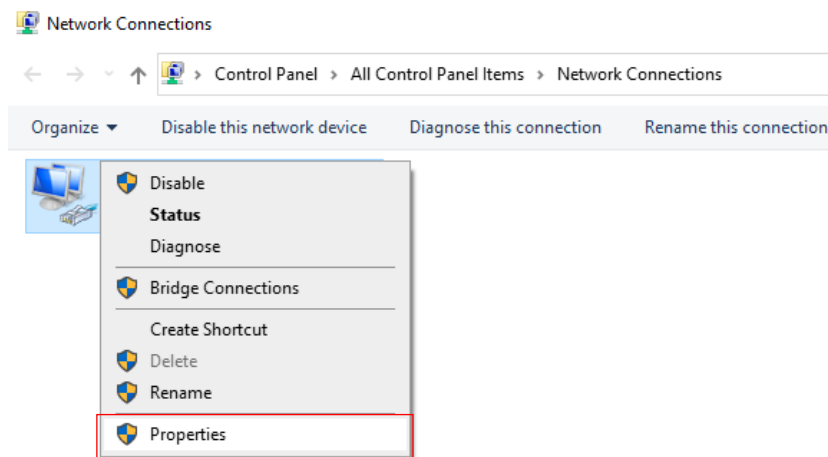 Network Connections
Control Panel > All Control Panel Items > Network Connections
Organize Disable this network device Diagnose this connection Rename this connection
Disable
Status
Diagnose
Bridge Connections
Create Shortcut
Delete
Rename
Properties